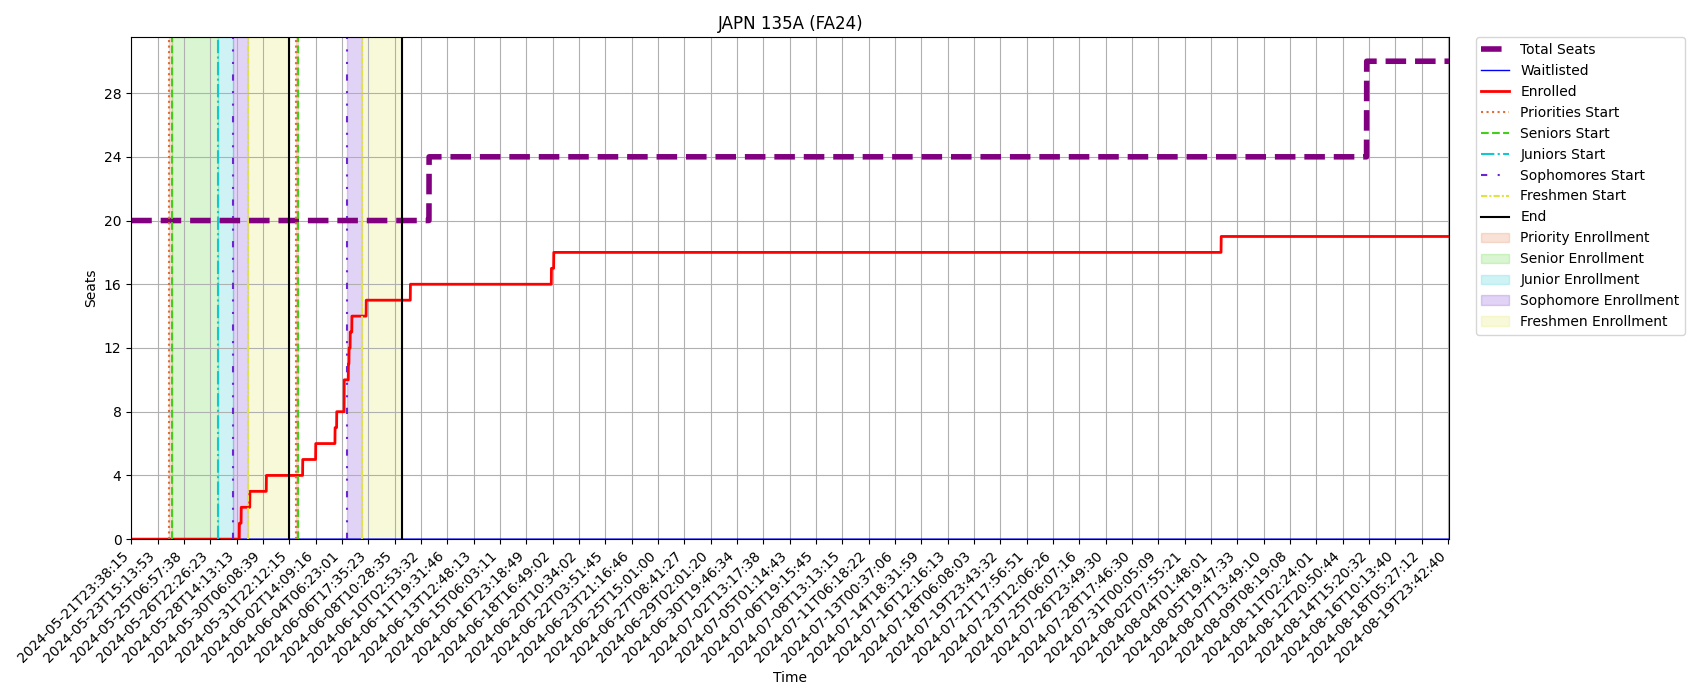 JAPN 135A (FA24)
Seats
28
24
20
16
12
8
4
0
2024-05-21T23:38:15
2024-05-23T15:13:53
2024-05-25T06:57:38
2024-05-26T22:26:23
2024-05-28T14:13:13
2024-05-30T06:08:39
2024-05-31T22:12:15
2024-06-02T14:09:16
2024-06-04T06:23:01
2024-06-06T17:35:23
2024-06-08T10:28:35
2024-06-10T02:53:32
2024-06-11T19:31:46
2024-06-13T12:48:13
2024-06-15T06:03:11
2024-06-16T23:18:49
2024-06-18T16:49:02
2024-06-20T10:34:02
2024-06-22T03:51:45
2024-06-23T21:16:46
2024-06-25T15:01:00
2024-06-27T08:41:27
2024-06-29T02:01:20
2024-06-30T19:46:34
2024-07-02T13:17:38
2024-07-05T01:14:43
2024-07-06T19:15:45
2024-07-08T13:13:15
2024-07-11T06:18:22
2024-07-13T00:37:06
2024-07-14T18:31:59
2024-07-16T12:16:13
2024-07-18T06:08:03
2024-07-19T23:43:32
2024-07-21T17:56:51
2024-07-23T12:06:26
2024-07-25T06:07:16
2024-07-26T23:49:30
2024-07-28T17:46:30
2024-07-31T00:05:09
2024-08-02T07:55:21
2024-08-04T01:48:01
2024-08-05T19:47:33
2024-08-07T13:49:10
2024-08-09T08:19:08
2024-08-11T02:24:01
2024-08-12T20:50:44
2024-08-14T15:20:32
2024-08-16T10:13:40
2024-08-18T05:27:12
2024-08-19T23:42:40
Time
Total Seats
Waitlisted
Enrolled
Priorities Start
Seniors Start
Juniors Start
Sophomores Start
Freshmen Start
End
Priority Enrollment
Senior Enrollment
Junior Enrollment
Sophomore Enrollment
Freshmen Enrollment